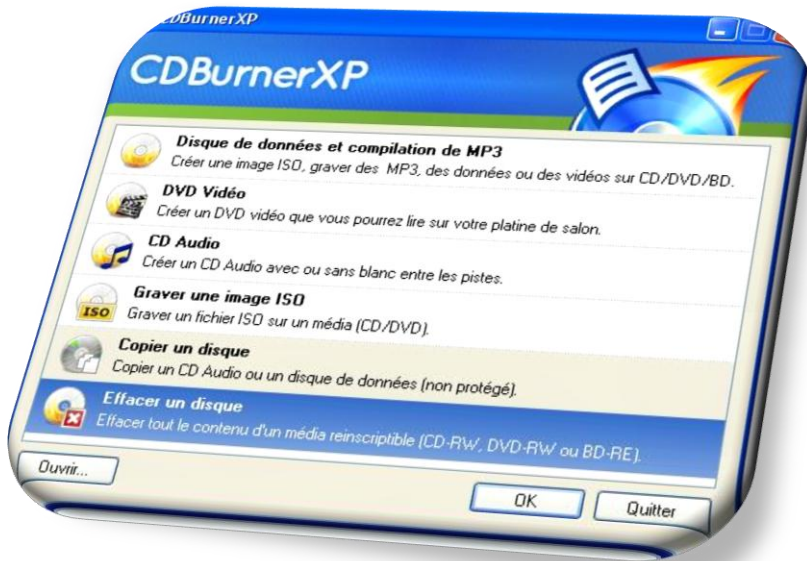 CDBurnerXP
CDBurnerXP
Disque de données et compilation de MP3
Créer une image ISO, graver des MP3, des données ou des vidéos sur CD/DVD/BD.
DVD Vidéo
Créer un DVD vidéo que vous pourrez lire sur votre platine de salon.
CD Audio
Créer un CD Audio avec ou sans blanc entre les pistes.
Graver une image ISO
ISO
Graver un fichier ISO sur un média (CD/DVD).
Copier un disque
Copier un CD Audio ou un disque de données (non protégé).
Effacer un disque
Effacer tout le contenu d'un média reinscriptible (CD-RW, DVD-RW ou BD-RE).
Ouvrir...
OK
Quitter